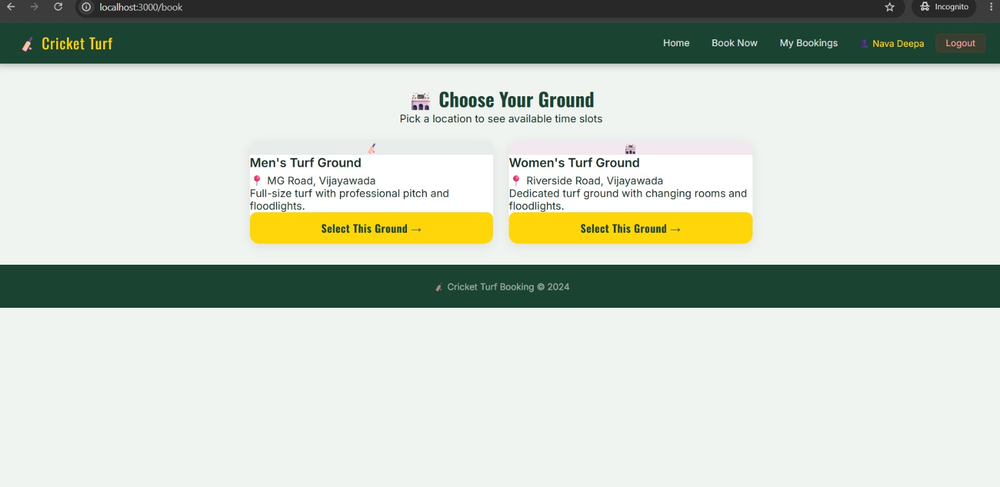 localhost:3000/book
Incognito
Cricket Turf
Home
Book Now
My Bookings
Nava Deepa
Logout
Choose Your Ground
Pick a location to see available time slots
Men's Turf Ground
MG Road, Vijayawada
Full-size turf with professional pitch and
floodlights.
Select This Ground →
Women's Turf Ground
Riverside Road, Vijayawada
Dedicated turf ground with changing rooms and
floodlights.
Select This Ground →
Cricket Turf Booking © 2024